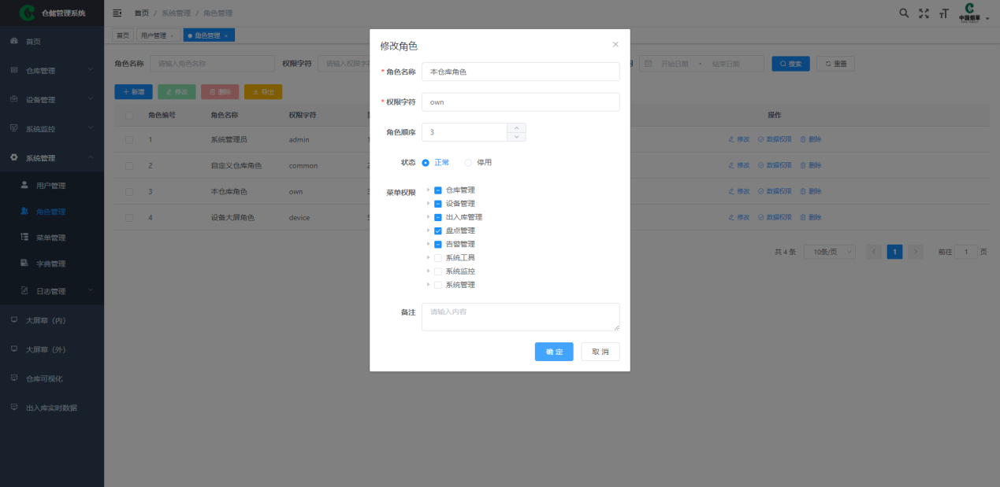 仓储管理系统
首页 / 系统管理 / 角色管理
中国烟草
首页
用户管理 ×
角色管理 ×
首页
仓库管理
设备管理
系统监控
系统管理
用户管理
角色管理
菜单管理
字典管理
日志管理
大屏幕（内）
大屏幕（外）
仓库可视化
出入库实时数据
角色名称 请输入角色名称 权限字符 开始日期 - 结束日期 搜索 重置
新增 修改 删除 导出
角色编号 角色名称 权限字符 操作
1 系统管理员 admin 修改 数据权限 删除
2 自定义仓库角色 common 修改 数据权限 删除
3 本仓库角色 own 修改 数据权限 删除
4 设备大屏角色 device 修改 数据权限 删除
共 4 条 10条/页 1 前往 1 页
修改角色
* 角色名称 本仓库角色
* 权限字符 own
角色顺序 3
状态 正常 停用
菜单权限 仓库管理
设备管理
出入库管理
盘点管理
告警管理
系统工具
系统监控
系统管理
备注 请输入内容
确 定 取 消